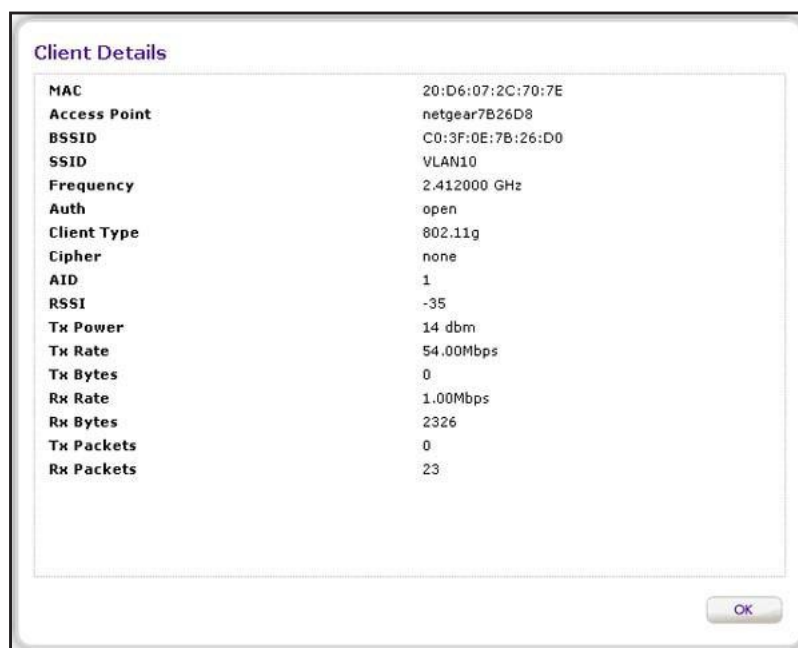 Client Details
MAC 20:D6:07:2C:70:7E
Access Point netgear7B26D8
BSSID C0:3F:0E:7B:26:D0
SSID VLAN10
Frequency 2.412000 GHz
Auth open
Client Type 802.11g
Cipher none
AID 1
RSSI -35
Tx Power 14 dbm
Tx Rate 54.00Mbps
Tx Bytes 0
Rx Rate 1.00Mbps
Rx Bytes 2326
Tx Packets 0
Rx Packets 23
OK